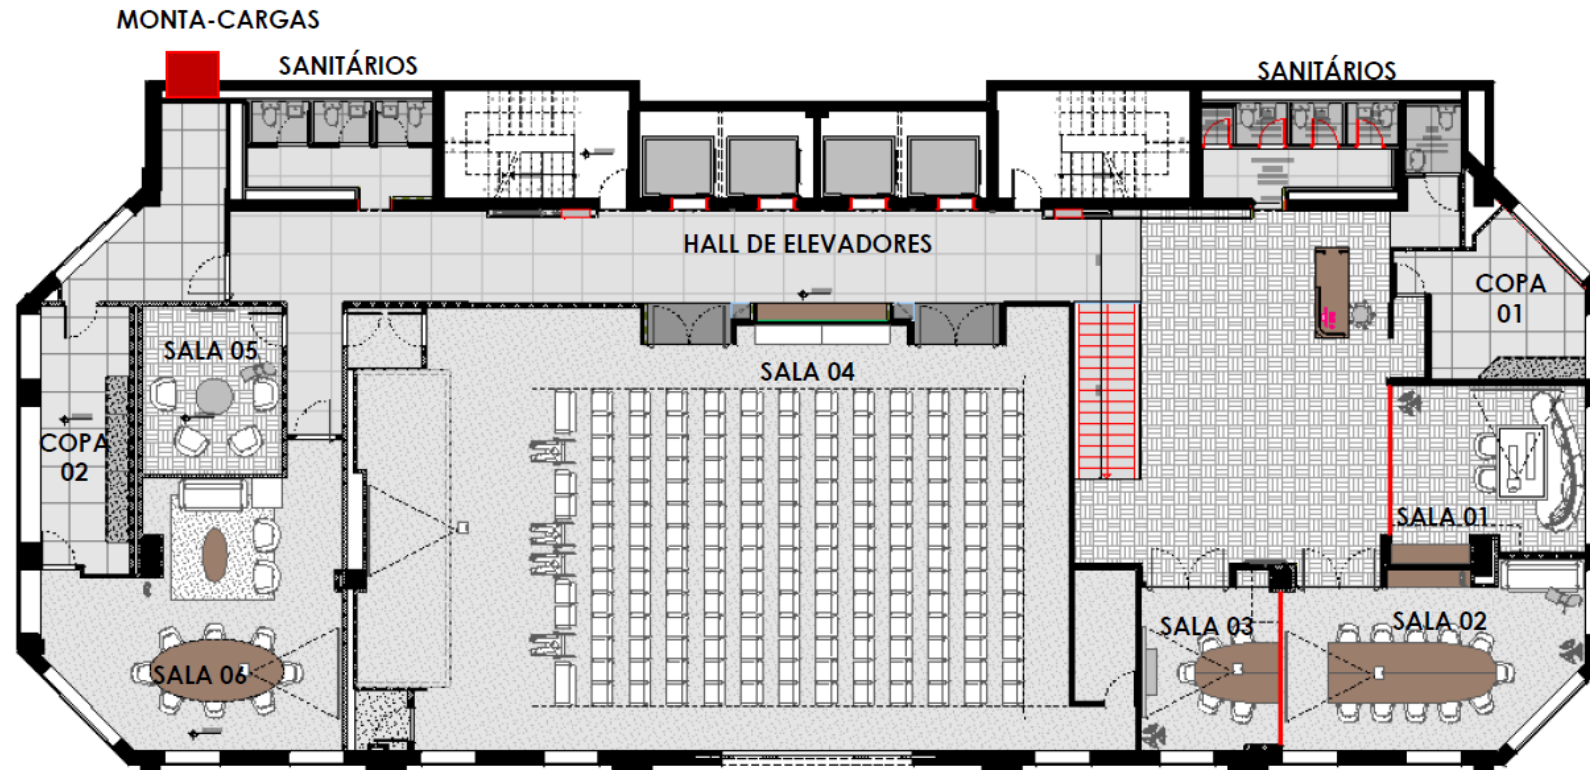 MONTA-CARGAS
SANITÁRIOS
SANITÁRIOS
HALL DE ELEVADORES
COPA
01
SALA 05
SALA 04
COPA
02
SALA 01
SALA 03
SALA 02
SALA 06